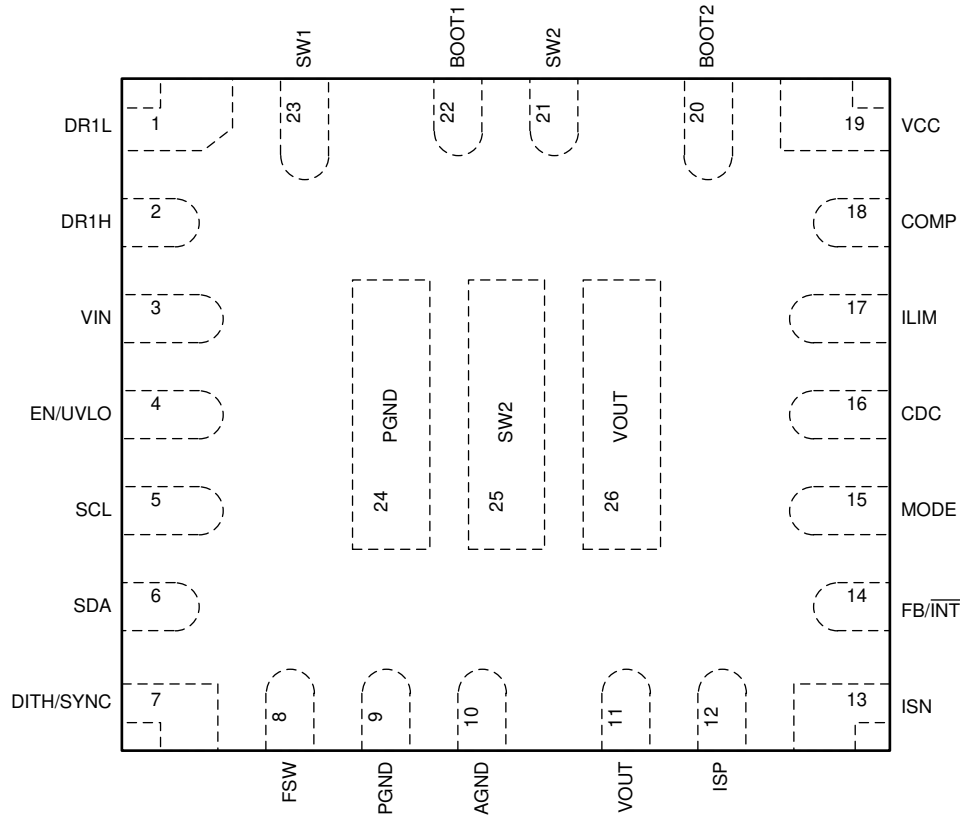 SW1
BOOT1
SW2
BOOT2
23
22
21
20
DR1L 1
19 VCC
DR1H 2
18 COMP
VIN 3
17 ILIM
EN/UVLO 4
16 CDC
SCL 5
15 MODE
SDA 6
14 FB/INT
DITH/SYNC 7
13 ISN
PGND
24
SW2
25
VOUT
26
8
9
10
11
12
FSW
PGND
AGND
VOUT
ISP